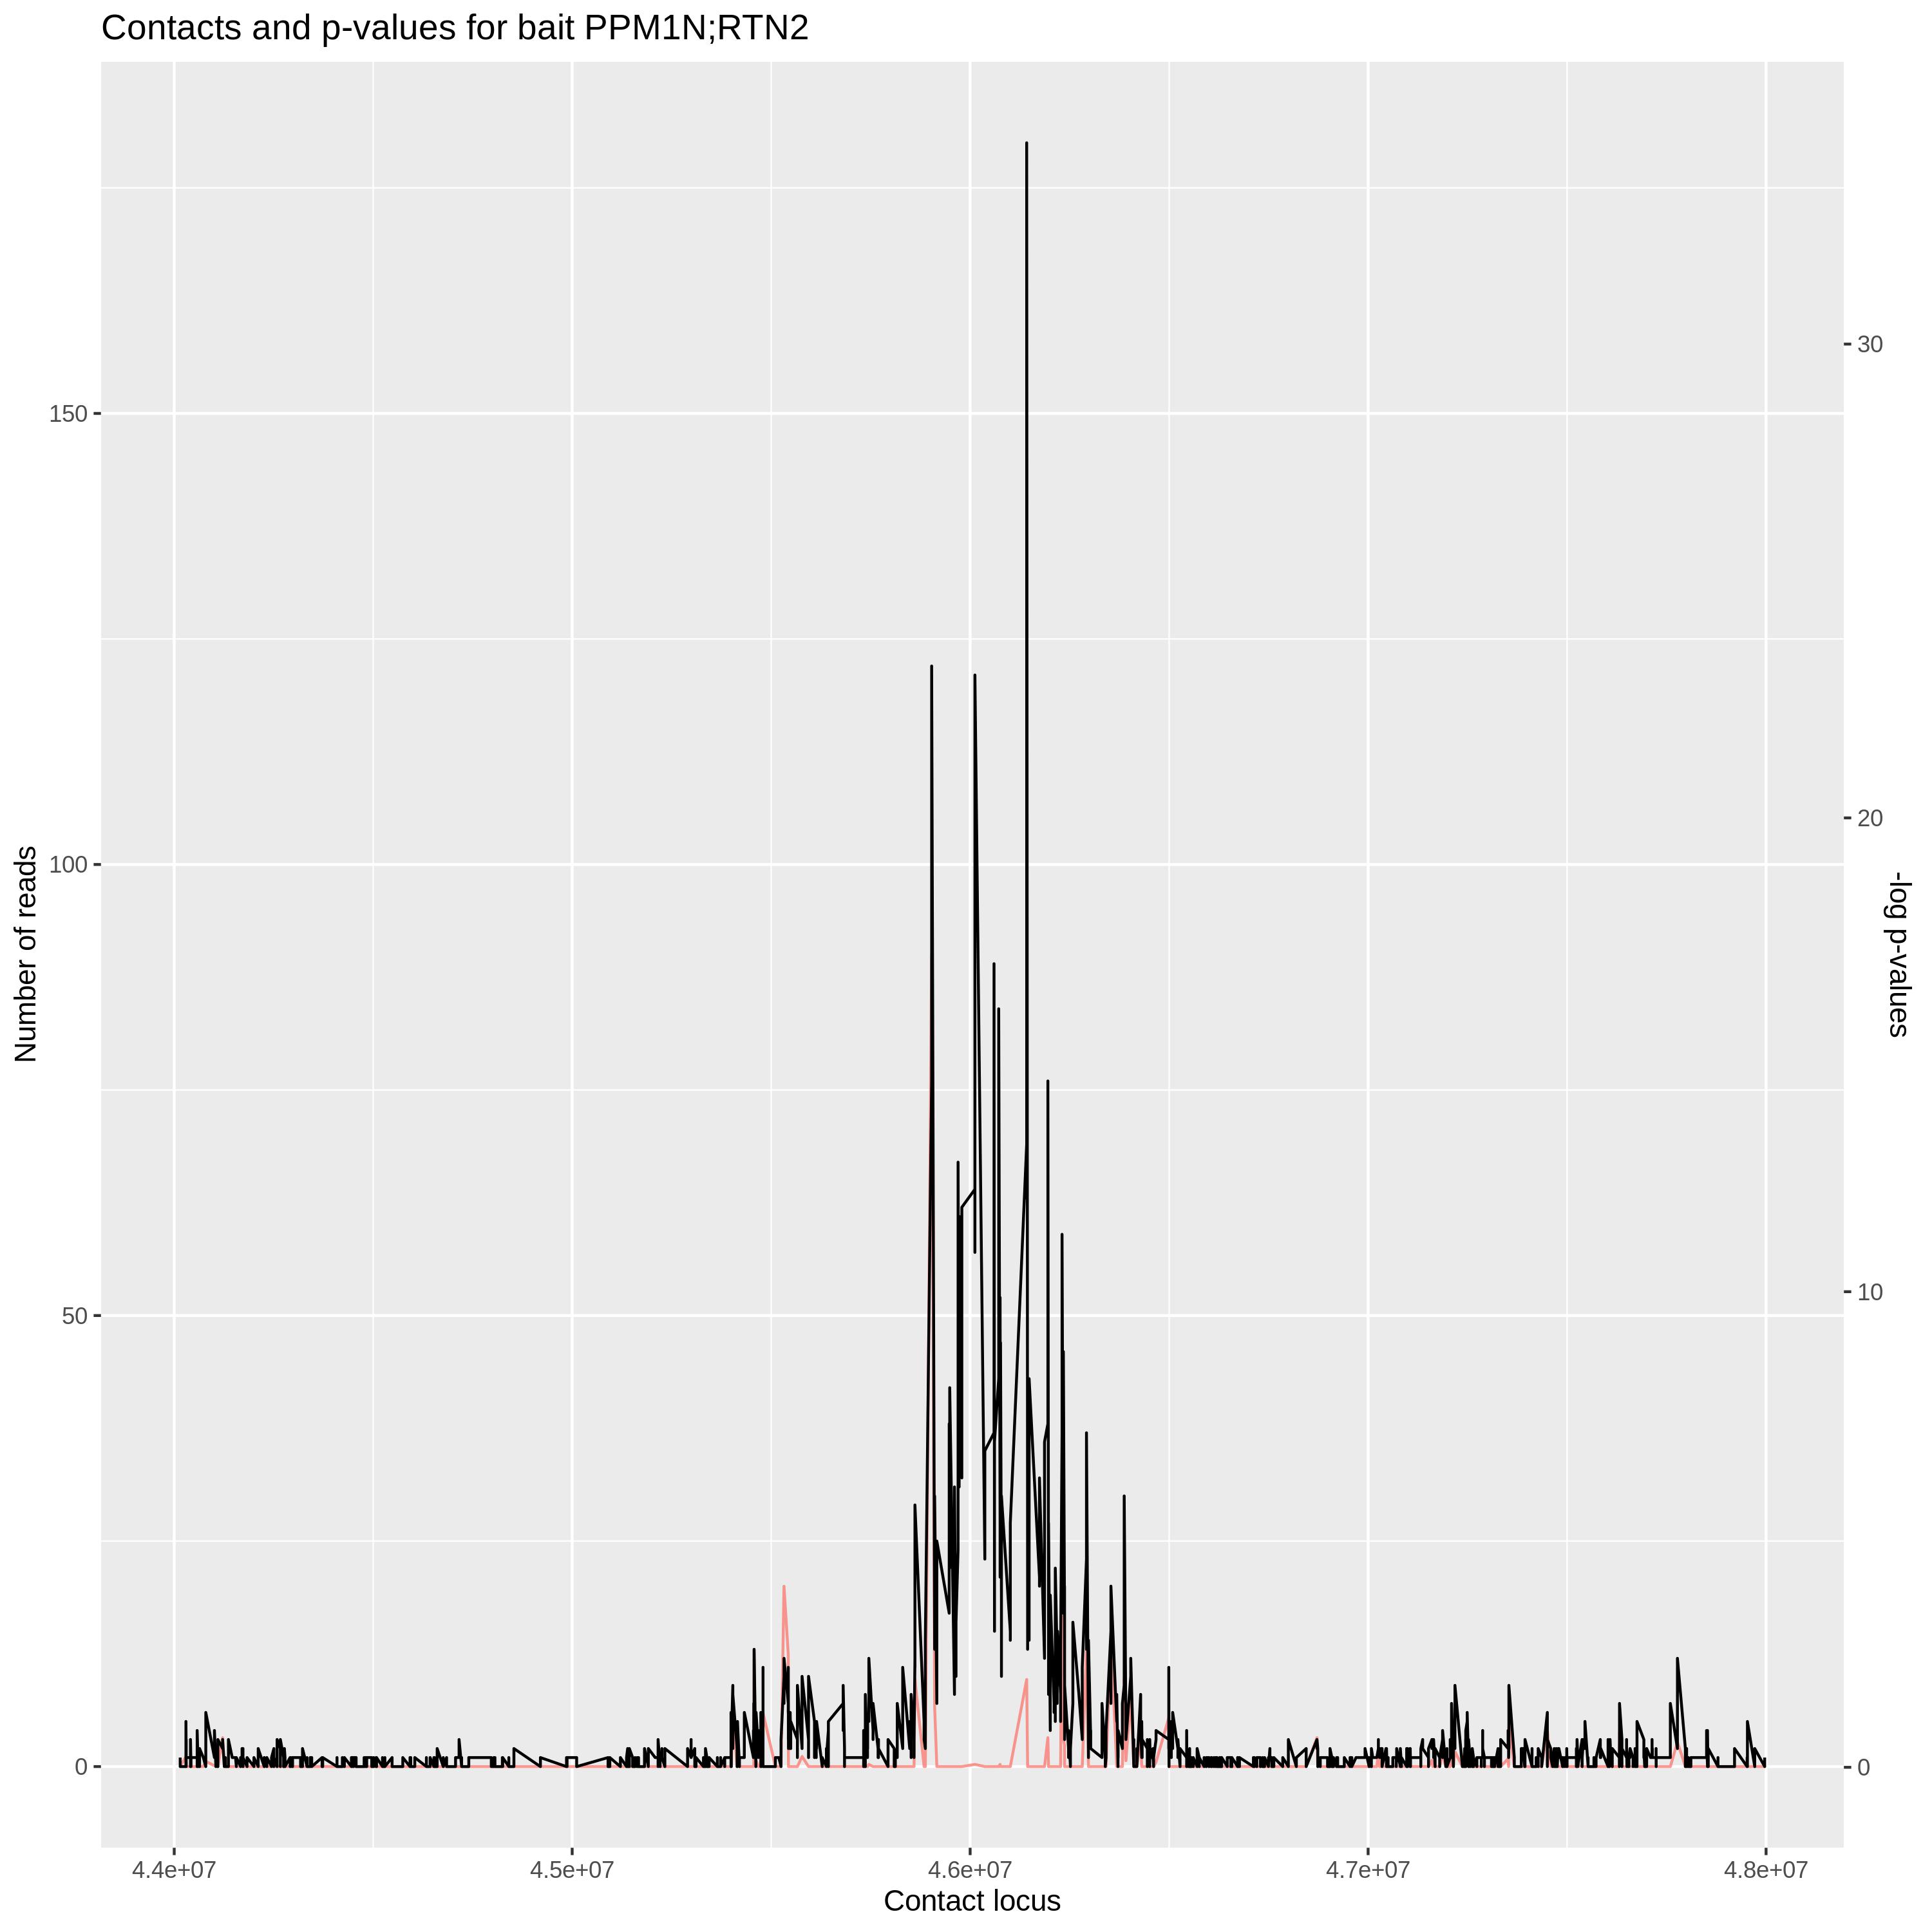 Contacts and p-values for bait PPM1N;RTN2
Number of reads
150
100
50
0
30
20
10
0
-log p-values
4.4e+07 4.5e+07 4.6e+07 4.7e+07 4.8e+07
Contact locus